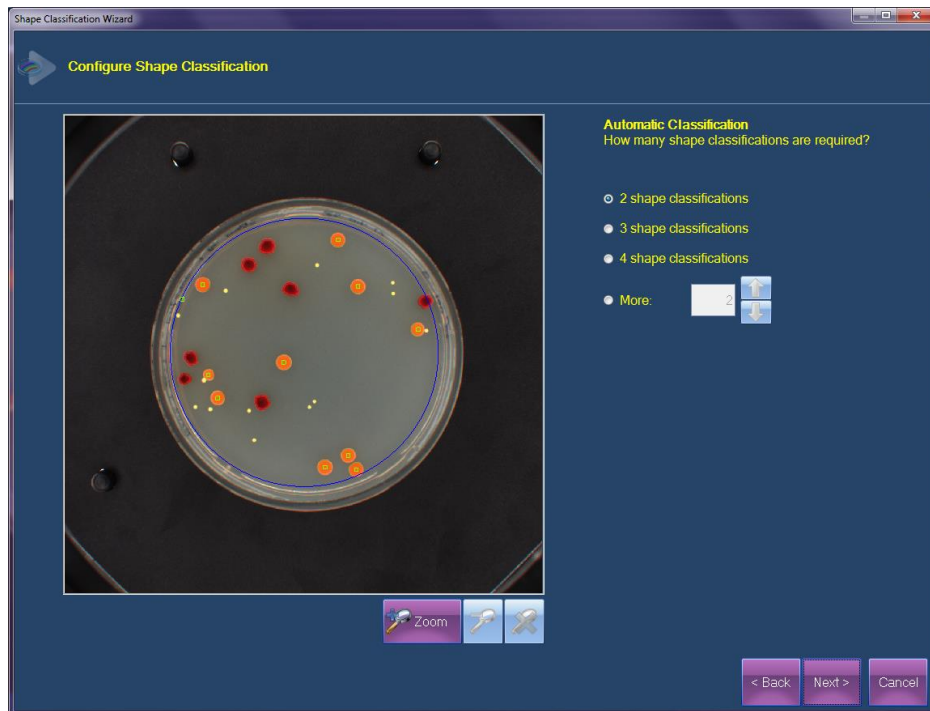 Shape Classification Wizard
Configure Shape Classification
Automatic Classification
How many shape classifications are required?
2 shape classifications
3 shape classifications
4 shape classifications
More:
2
Zoom
< Back
Next >
Cancel